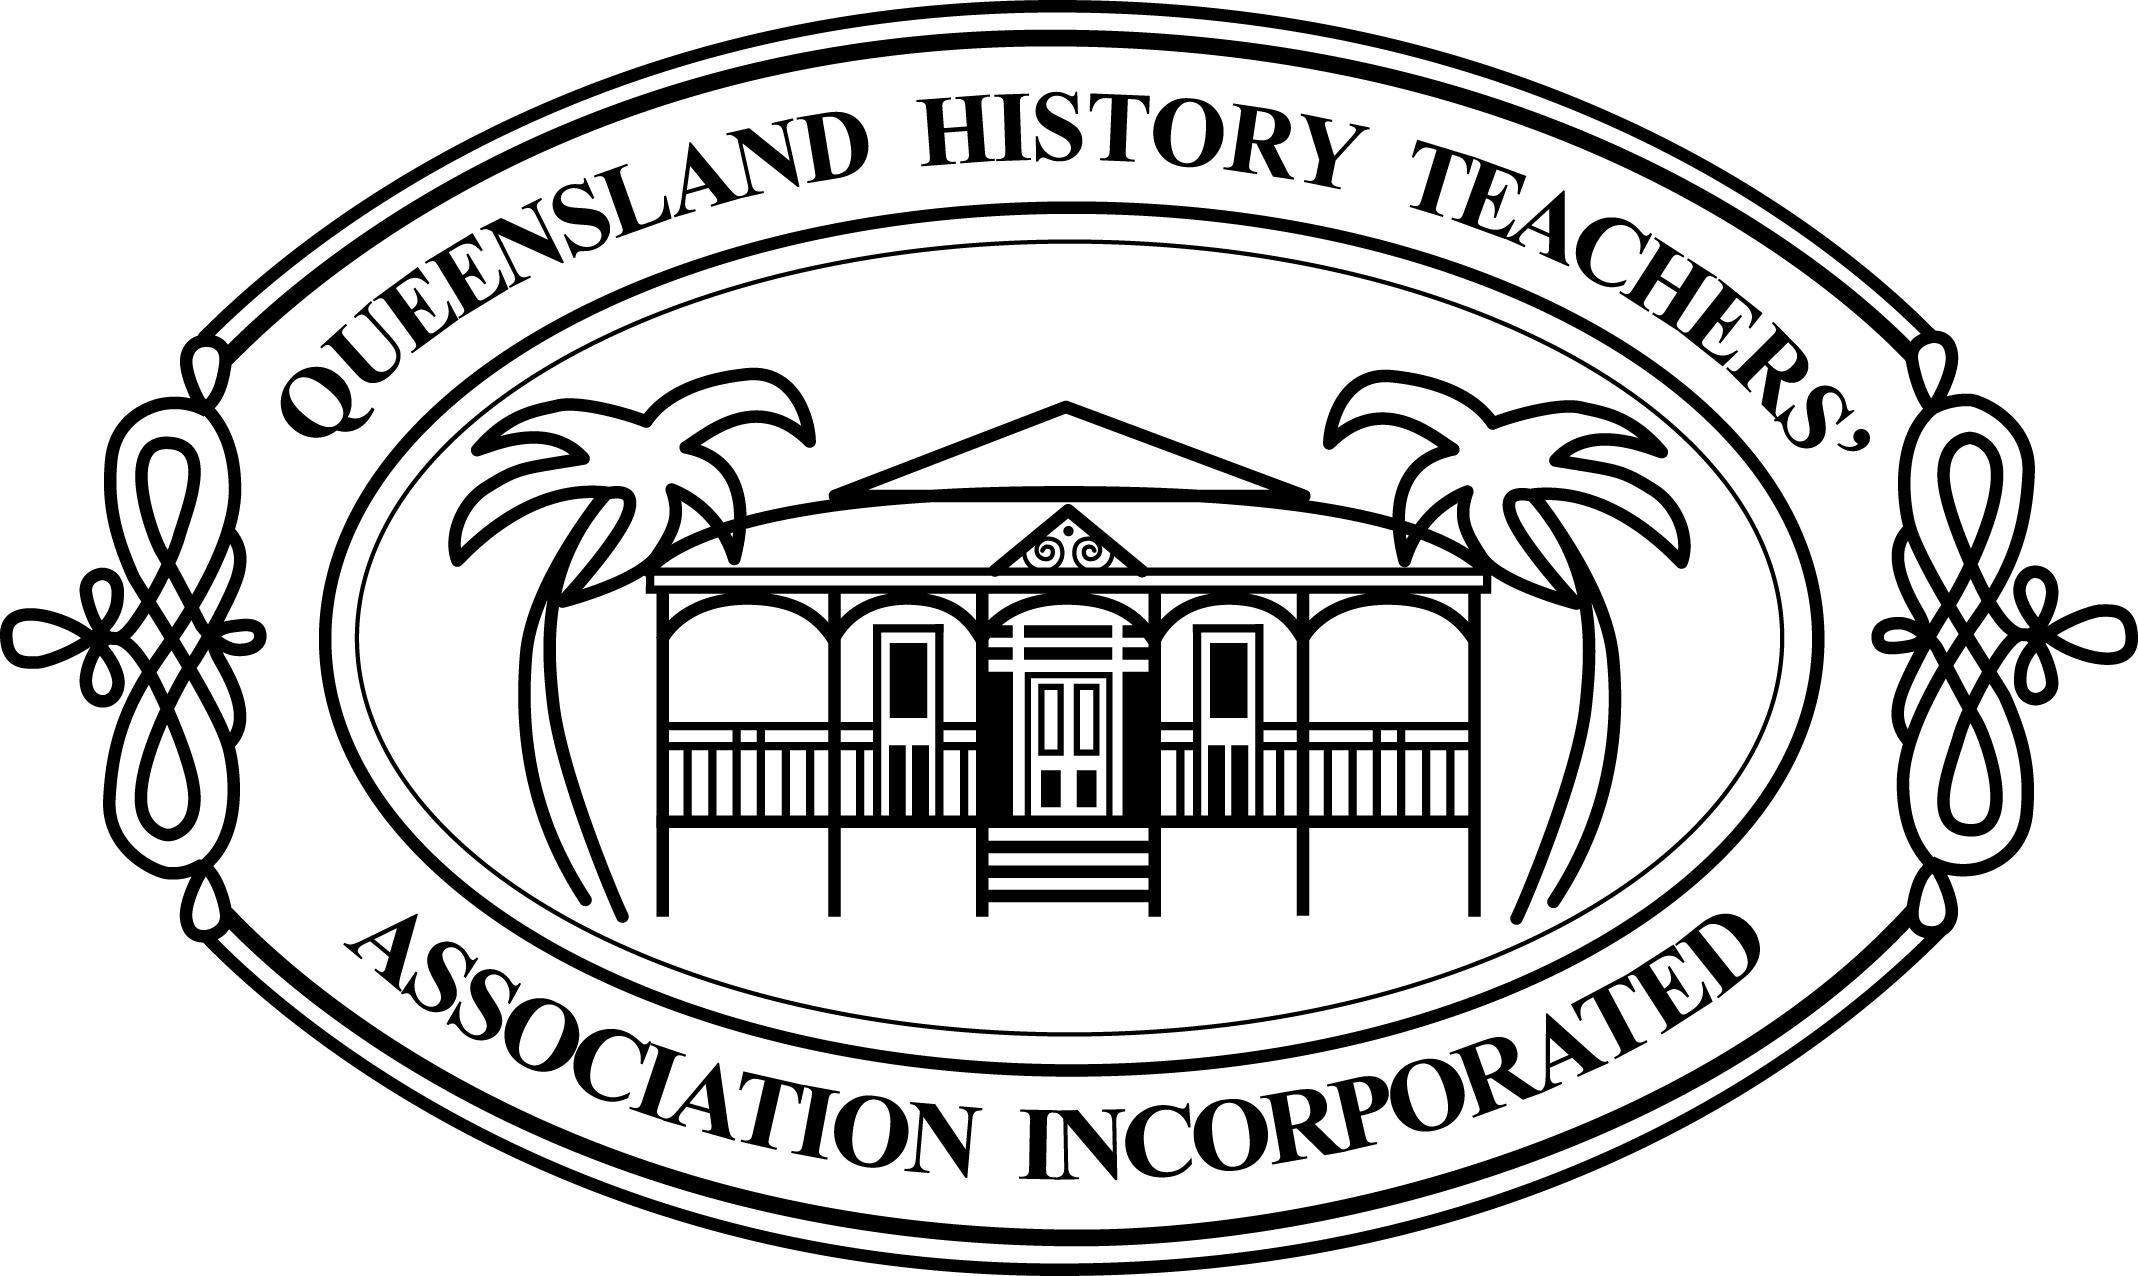 QUEENSLAND HISTORY TEACHERS'
ASSOCIATION INCORPORATED